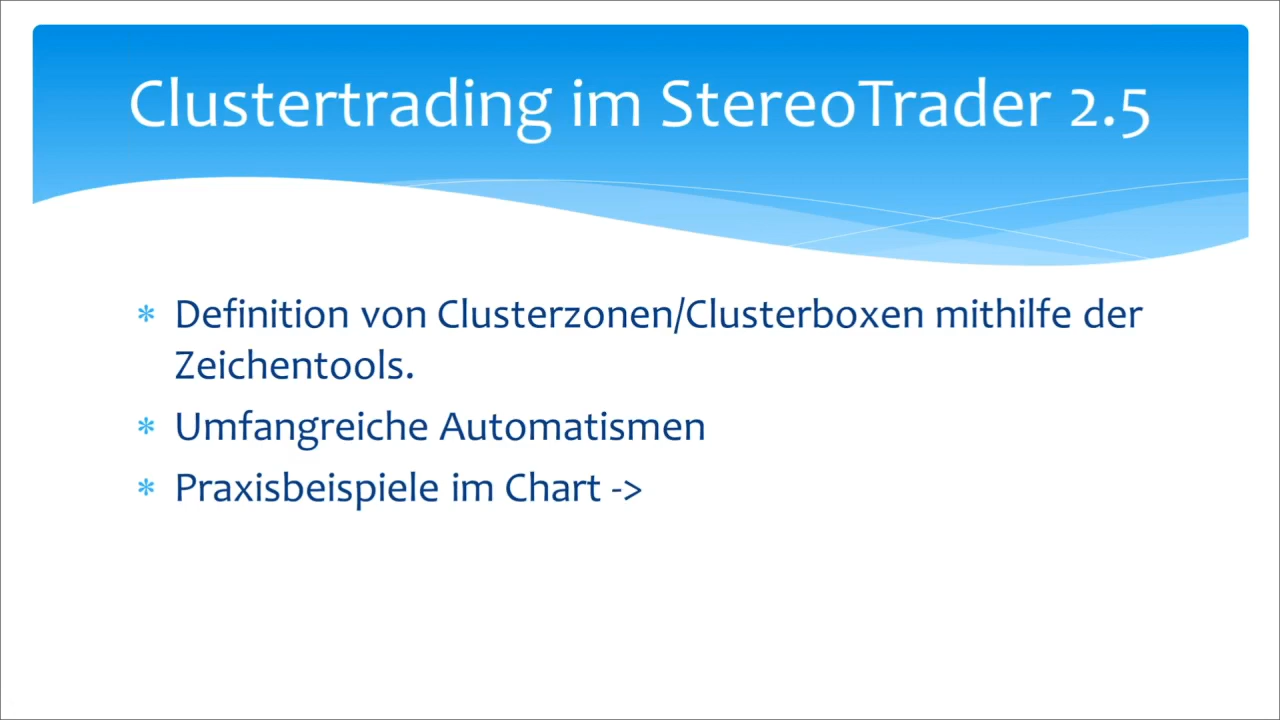 Clustertrading im StereoTrader 2.5
* Definition von Clusterzonen/Clusterboxen mithilfe der
Zeichentools.
* Umfangreiche Automatismen
* Praxisbeispiele im Chart ->